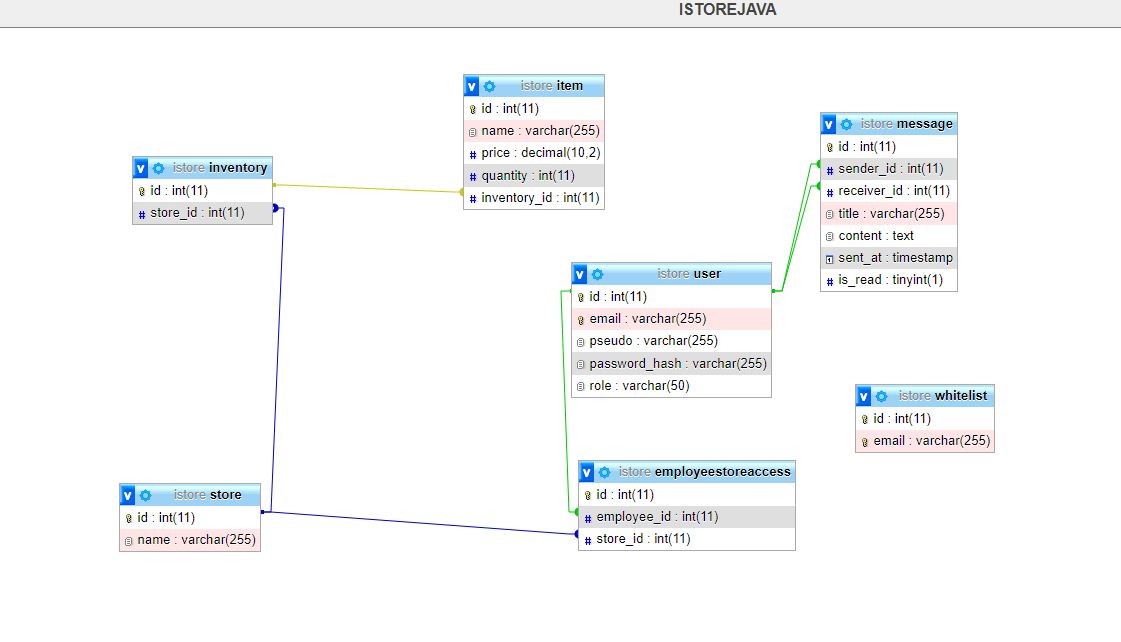 ISTOREJAVA
v istore item
id : int(11)
name : varchar(255)
# price : decimal(10,2)
# quantity : int(11)
# inventory_id : int(11)
v istore message
id : int(11)
# sender_id : int(11)
# receiver_id : int(11)
title : varchar(255)
content : text
sent_at : timestamp
# is_read : tinyint(1)
v istore inventory
id : int(11)
# store_id : int(11)
v istore user
id : int(11)
email : varchar(255)
pseudo : varchar(255)
password_hash : varchar(255)
role : varchar(50)
v istore whitelist
id : int(11)
email : varchar(255)
v istore employeestoreaccess
id : int(11)
# employee_id : int(11)
# store_id : int(11)
v istore store
id : int(11)
name : varchar(255)